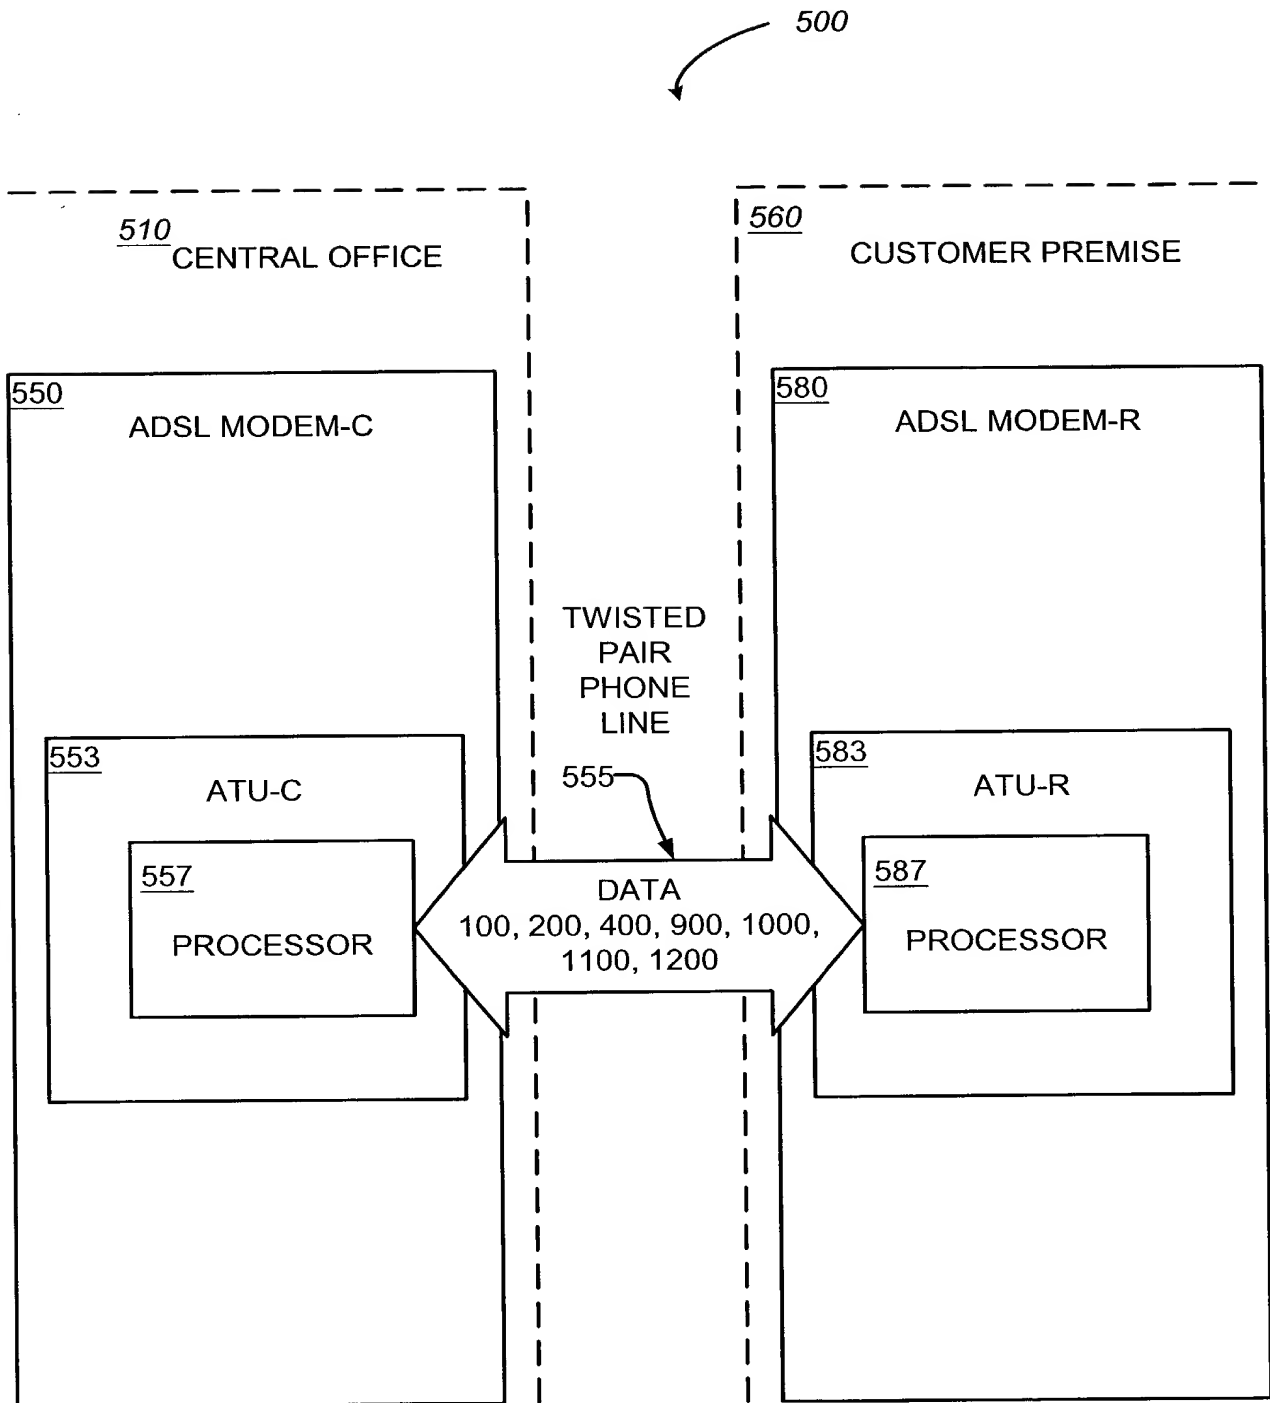 500
510
CENTRAL OFFICE
560
CUSTOMER PREMISE
550
ADSL MODEM-C
580
ADSL MODEM-R
TWISTED
PAIR
PHONE
LINE
555
553
ATU-C
557
PROCESSOR
DATA
100, 200, 400, 900, 1000,
1100, 1200
583
ATU-R
587
PROCESSOR